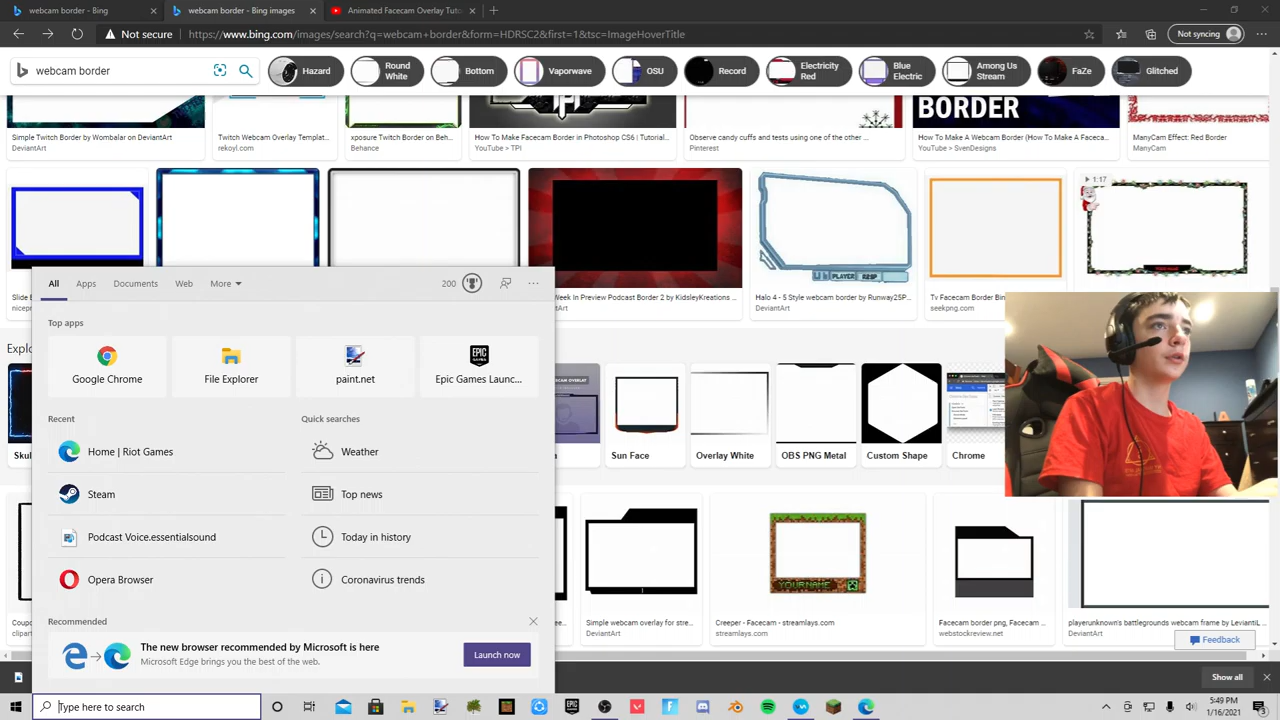 webcam border - Bing
webcam border - Bing images
Animated Facecam Overlay Tuto
Not secure
https://www.bing.com/images/search?q=webcam+border&form=HDRSC2&first=1&tsc=ImageHoverTitle
Not syncing
webcam border
Hazard
Round White
Bottom
Vaporwave
OSU
Record
Electricity Red
Blue Electric
Among Us Stream
FaZe
Glitched
BORDER
Simple Twitch Border by Wombalar on DeviantArt
DeviantArt
Twitch Webcam Overlay Templat...
rekoyl.com
xposure Twitch Border on Beh...
Behance
How To Make Facecam Border in Photoshop CS6 | Tutorial...
YouTube > TPI
Observe candy cuffs and tests using one of the other ...
Pinterest
How To Make A Webcam Border (How To Make A Faceca...
YouTube > SvenDesigns
ManyCam Effect: Red Border
ManyCam
1:17
PLAYER
Week In Preview Podcast Border 2 by KidsleyKreations ...
Halo 4 - 5 Style webcam border by Runway25P...
DeviantArt
Tv Facecam Border Bin
seekpng.com
All
Apps
Documents
Web
More
200
Top apps
Google Chrome
File Explorer
paint.net
EPIC GAMES
Epic Games Launc...
Recent
Quick searches
Home | Riot Games
Weather
Steam
Top news
Podcast Voice.essentialsound
Today in history
Opera Browser
Coronavirus trends
Recommended
The new browser recommended by Microsoft is here
Microsoft Edge brings you the best of the web.
Launch now
Explo
Sun Face
Overlay White
OBS PNG Metal
Custom Shape
Chrome
YOURNAME
Simple webcam overlay for stre...
DeviantArt
Creeper - Facecam - streamlays.com
streamlays.com
Facecam border png, Facecam ...
webstockreview.net
playerunknown's battlegrounds webcam frame by LeviantiL...
DeviantArt
Feedback
Show all
Type here to search
5:49 PM
1/16/2021